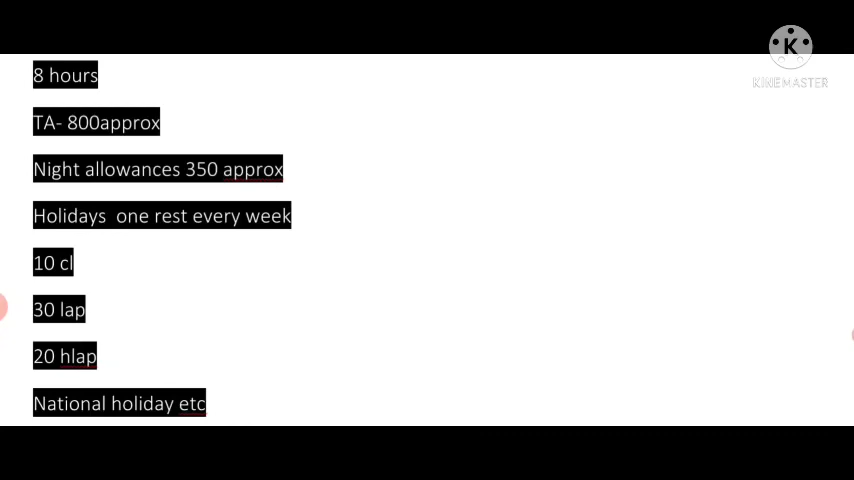 K
KINEMASTER
8 hours
TA- 800approx
Night allowances 350 approx
Holidays  one rest every week
10 cl
30 lap
20 hlap
National holiday etc